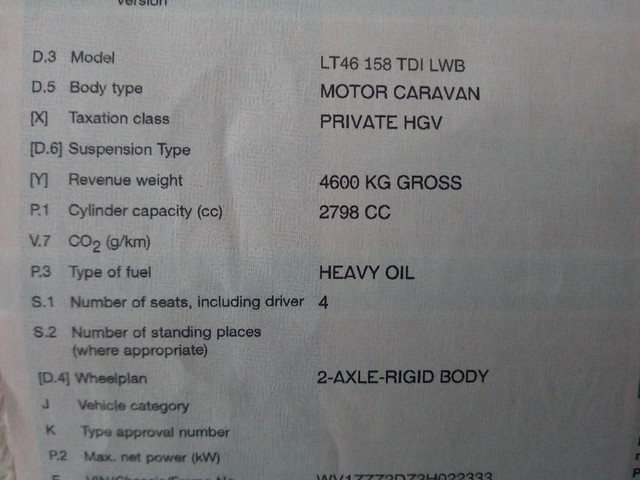 version
D.3 Model LT46 158 TDI LWB
D.5 Body type MOTOR CARAVAN
[X] Taxation class PRIVATE HGV
[D.6] Suspension Type
[Y] Revenue weight 4600 KG GROSS
P.1 Cylinder capacity (cc) 2798 CC
V.7 CO2 (g/km)
P.3 Type of fuel HEAVY OIL
S.1 Number of seats, including driver 4
S.2 Number of standing places
(where appropriate)
[D.4] Wheelplan 2-AXLE-RIGID BODY
J Vehicle category
K Type approval number
P.2 Max. net power (kW)